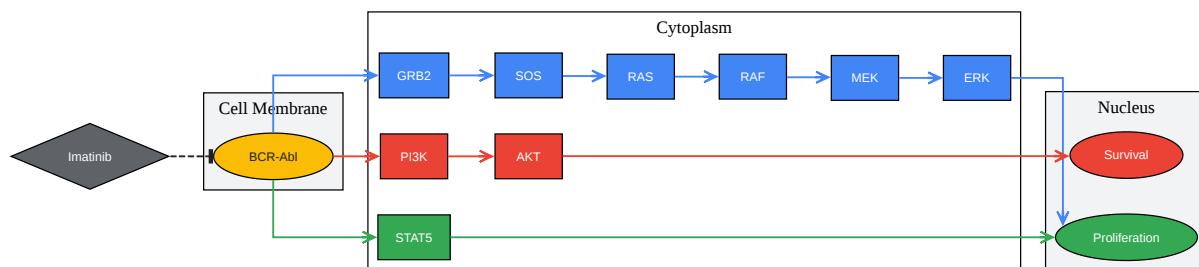 Cytoplasm
GRB2
SOS
RAS
RAF
MEK
ERK
Cell Membrane
Nucleus
Imatinib
BCR-Abl
PI3K
AKT
Survival
STAT5
Proliferation